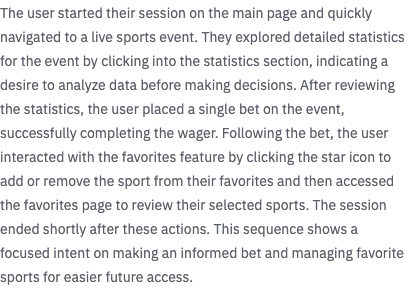 The user started their session on the main page and quickly
navigated to a live sports event. They explored detailed statistics
for the event by clicking into the statistics section, indicating a
desire to analyze data before making decisions. After reviewing
the statistics, the user placed a single bet on the event,
successfully completing the wager. Following the bet, the user
interacted with the favorites feature by clicking the star icon to
add or remove the sport from their favorites and then accessed
the favorites page to review their selected sports. The session
ended shortly after these actions. This sequence shows a
focused intent on making an informed bet and managing favorite
sports for easier future access.